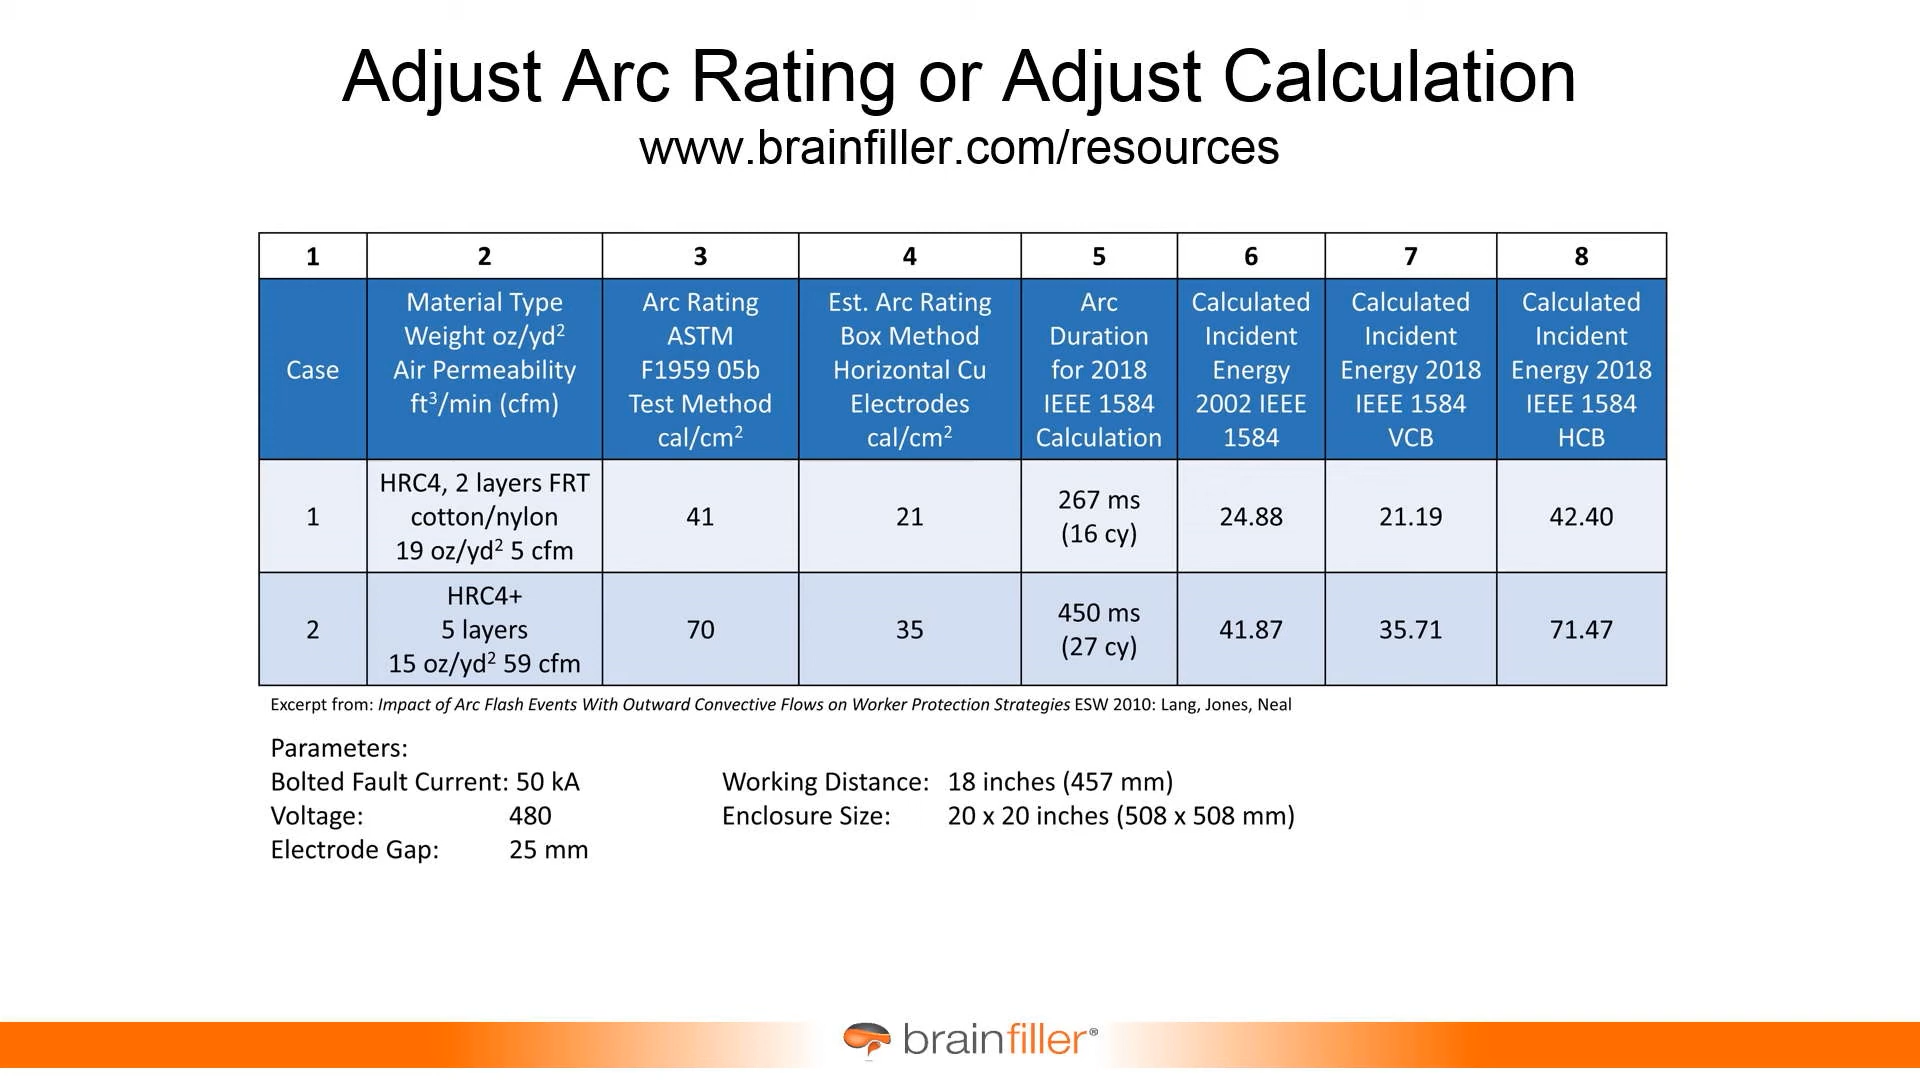 Adjust Arc Rating or Adjust Calculation
www.brainfiller.com/resources
1 2 3 4 5 6 7 8
Case
Material Type
Weight oz/yd²
Air Permeability
ft³/min (cfm)
Arc Rating
ASTM
F1959 05b
Test Method
cal/cm²
Est. Arc Rating
Box Method
Horizontal Cu
Electrodes
cal/cm²
Arc
Duration
for 2018
IEEE 1584
Calculation
Calculated
Incident
Energy
2002 IEEE
1584
Calculated
Incident
Energy 2018
IEEE 1584
VCB
Calculated
Incident
Energy 2018
IEEE 1584
HCB
1
HRC4, 2 layers FRT
cotton/nylon
19 oz/yd² 5 cfm
41
21
267 ms
(16 cy)
24.88
21.19
42.40
2
HRC4+
5 layers
15 oz/yd² 59 cfm
70
35
450 ms
(27 cy)
41.87
35.71
71.47
Excerpt from: Impact of Arc Flash Events With Outward Convective Flows on Worker Protection Strategies ESW 2010: Lang, Jones, Neal
Parameters:
Bolted Fault Current: 50 kA
Voltage: 480
Electrode Gap: 25 mm
Working Distance: 18 inches (457 mm)
Enclosure Size: 20 x 20 inches (508 x 508 mm)
brainfiller®